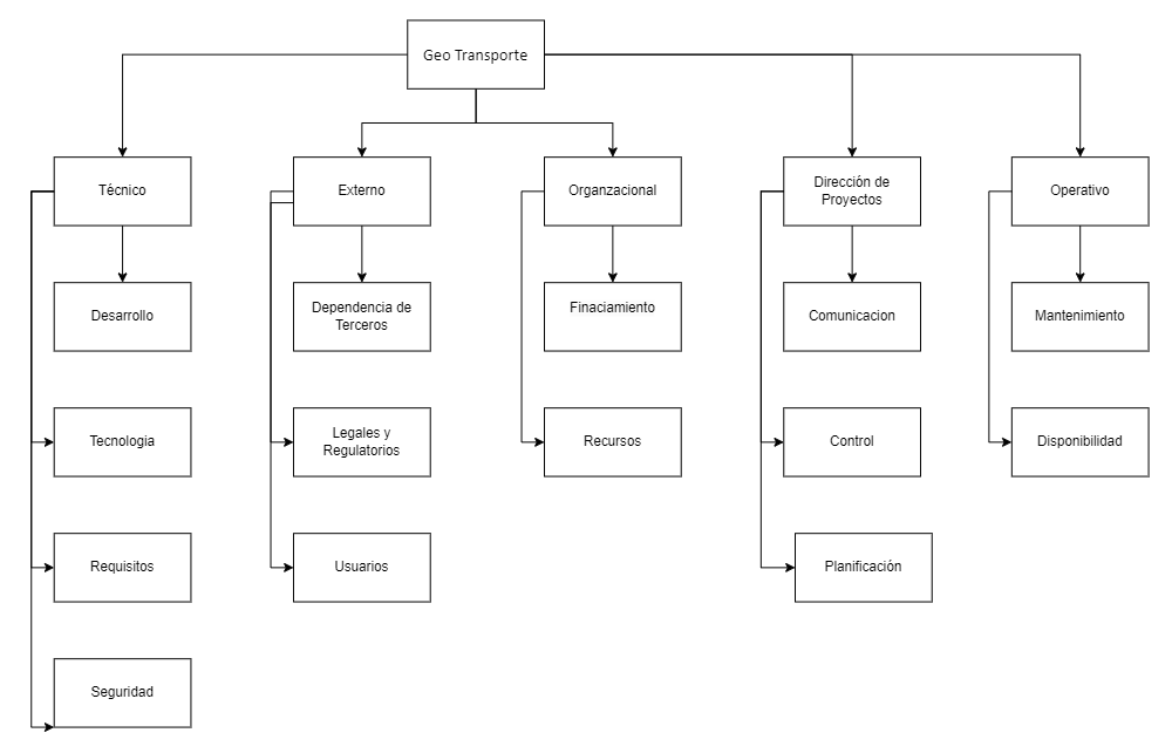 Geo Transporte
Técnico
Externo
Organzacional
Dirección de
Proyectos
Operativo
Desarrollo
Dependencia de
Terceros
Finaciamiento
Comunicacion
Mantenimiento
Tecnologia
Legales y
Regulatorios
Recursos
Control
Disponibilidad
Requisitos
Usuarios
Planificación
Seguridad